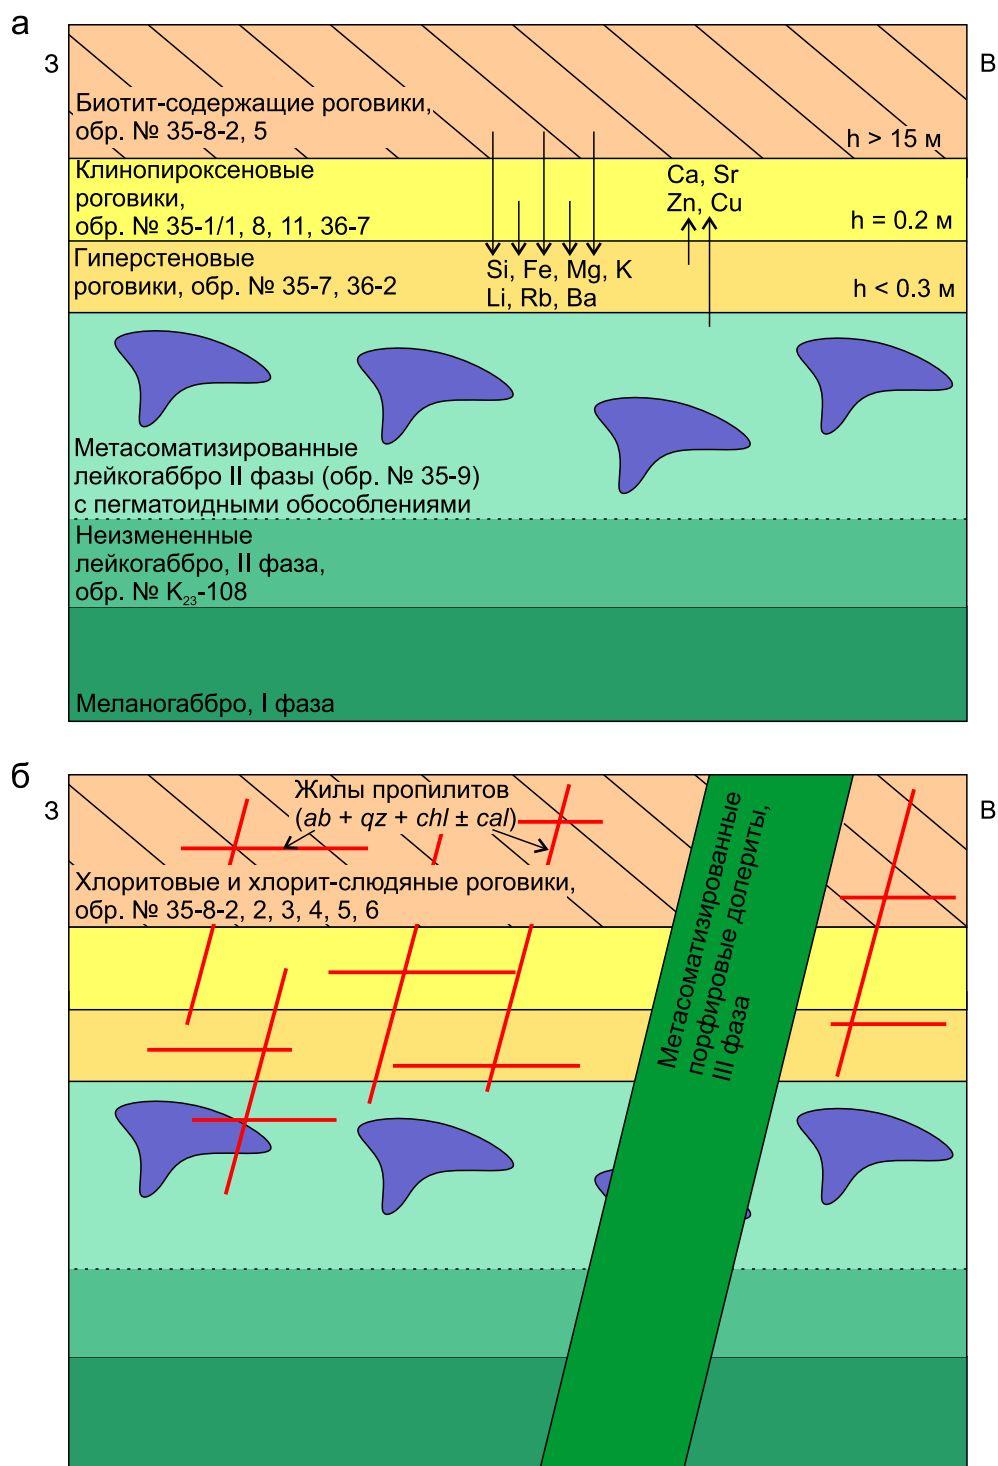 а
З
В
Биотит-содержащие роговики,
обр. № 35-8-2, 5
h > 15 м
Клинопироксеновые
роговики,
обр. № 35-1/1, 8, 11, 36-7
Ca, Sr
Zn, Cu
h = 0.2 м
Гиперстеновые
роговики, обр. № 35-7, 36-2
Si, Fe, Mg, K
Li, Rb, Ba
h < 0.3 м
Метасоматизированные
лейкогаббро II фазы (обр. № 35-9)
с пегматоидными обособлениями
Неизмененные
лейкогаббро, II фаза,
обр. № K₂₃-108
Меланогаббро, I фаза
б
З
В
Жилы пропилитов
(ab + qz + chl ± cal)
Хлоритовые и хлорит-слюдяные роговики,
обр. № 35-8-2, 2, 3, 4, 5, 6
Метасоматизированные
порфировые долериты,
III фаза